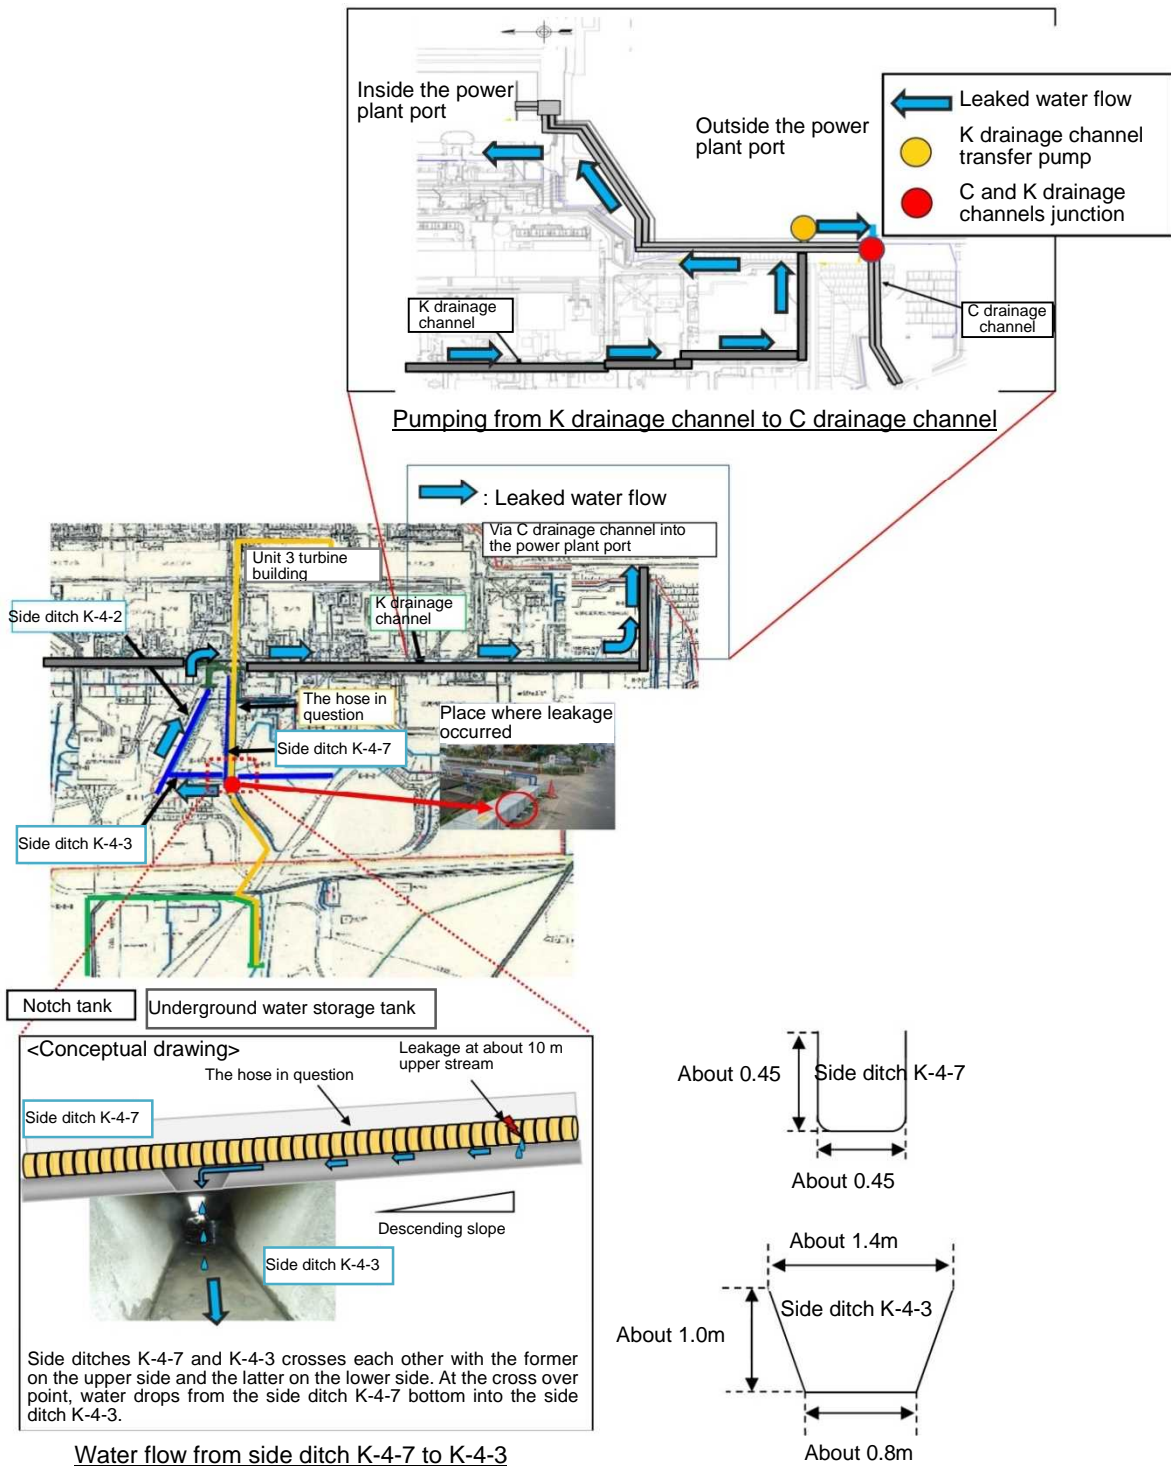 Inside the power
plant port
Outside the power
plant port
Leaked water flow
K drainage channel
transfer pump
C and K drainage
channels junction
K drainage
channel
C drainage
channel
Pumping from K drainage channel to C drainage channel
: Leaked water flow
Via C drainage channel into
the power plant port
Unit 3 turbine
building
Side ditch K-4-2
K drainage
channel
The hose in
question
Place where leakage
occurred
Side ditch K-4-7
Side ditch K-4-3
Notch tank
Underground water storage tank
<Conceptual drawing>
Leakage at about 10 m
upper stream
The hose in question
Side ditch K-4-7
Descending slope
Side ditch K-4-3
Side ditches K-4-7 and K-4-3 crosses each other with the former
on the upper side and the latter on the lower side. At the cross over
point, water drops from the side ditch K-4-7 bottom into the side
ditch K-4-3.
Water flow from side ditch K-4-7 to K-4-3
About 0.45
Side ditch K-4-7
About 0.45
About 1.4m
Side ditch K-4-3
About 1.0m
About 0.8m